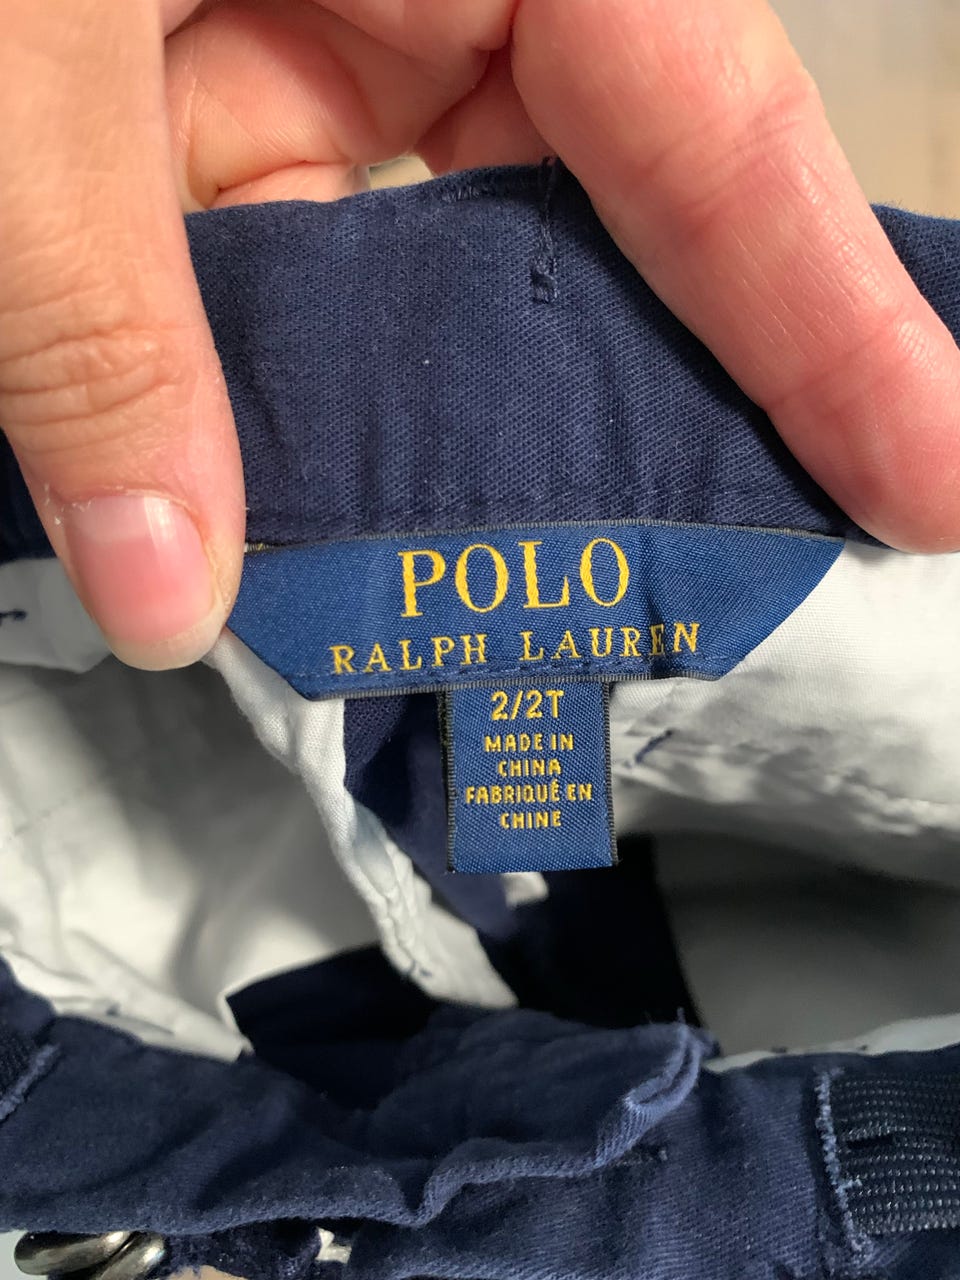 POLO
RALPH LAUREN
2/2T
MADE IN
CHINA
FABRIQUÉ EN
CHINE